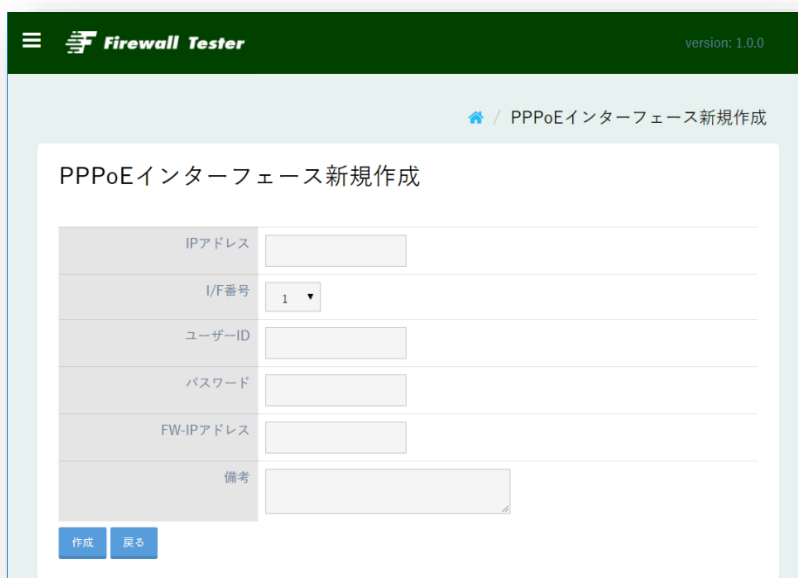 Firewall Tester
version: 1.0.0
/ PPPoEインターフェース新規作成
PPPoEインターフェース新規作成
IPアドレス
I/F番号
1
ユーザーID
パスワード
FW-IPアドレス
備考
作成 戻る